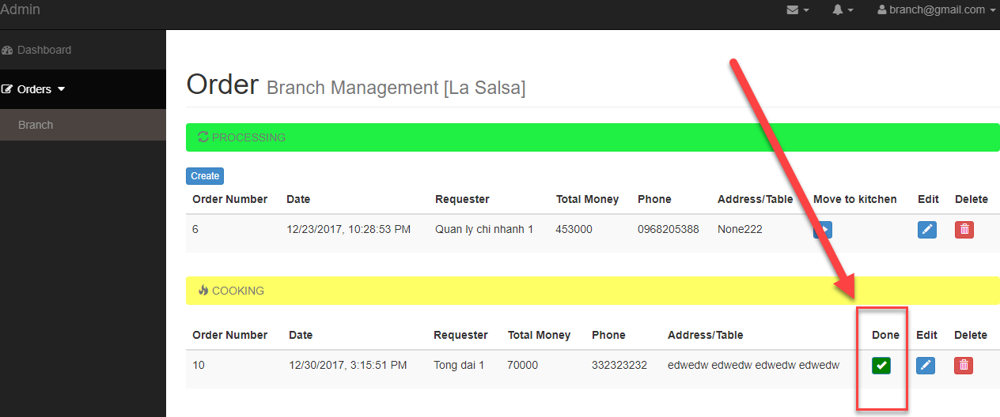 Admin
branch@gmail.com
Dashboard
Orders
Branch
Order Branch Management [La Salsa]
PROCESSING
Create
Order Number Date Requester Total Money Phone Address/Table Move to kitchen Edit Delete
6 12/23/2017, 10:28:53 PM Quan ly chi nhanh 1 453000 0968205388 None222
COOKING
Order Number Date Requester Total Money Phone Address/Table Done Edit Delete
10 12/30/2017, 3:15:51 PM Tong dai 1 70000 332323232 edwedw edwedw edwedw edwedw